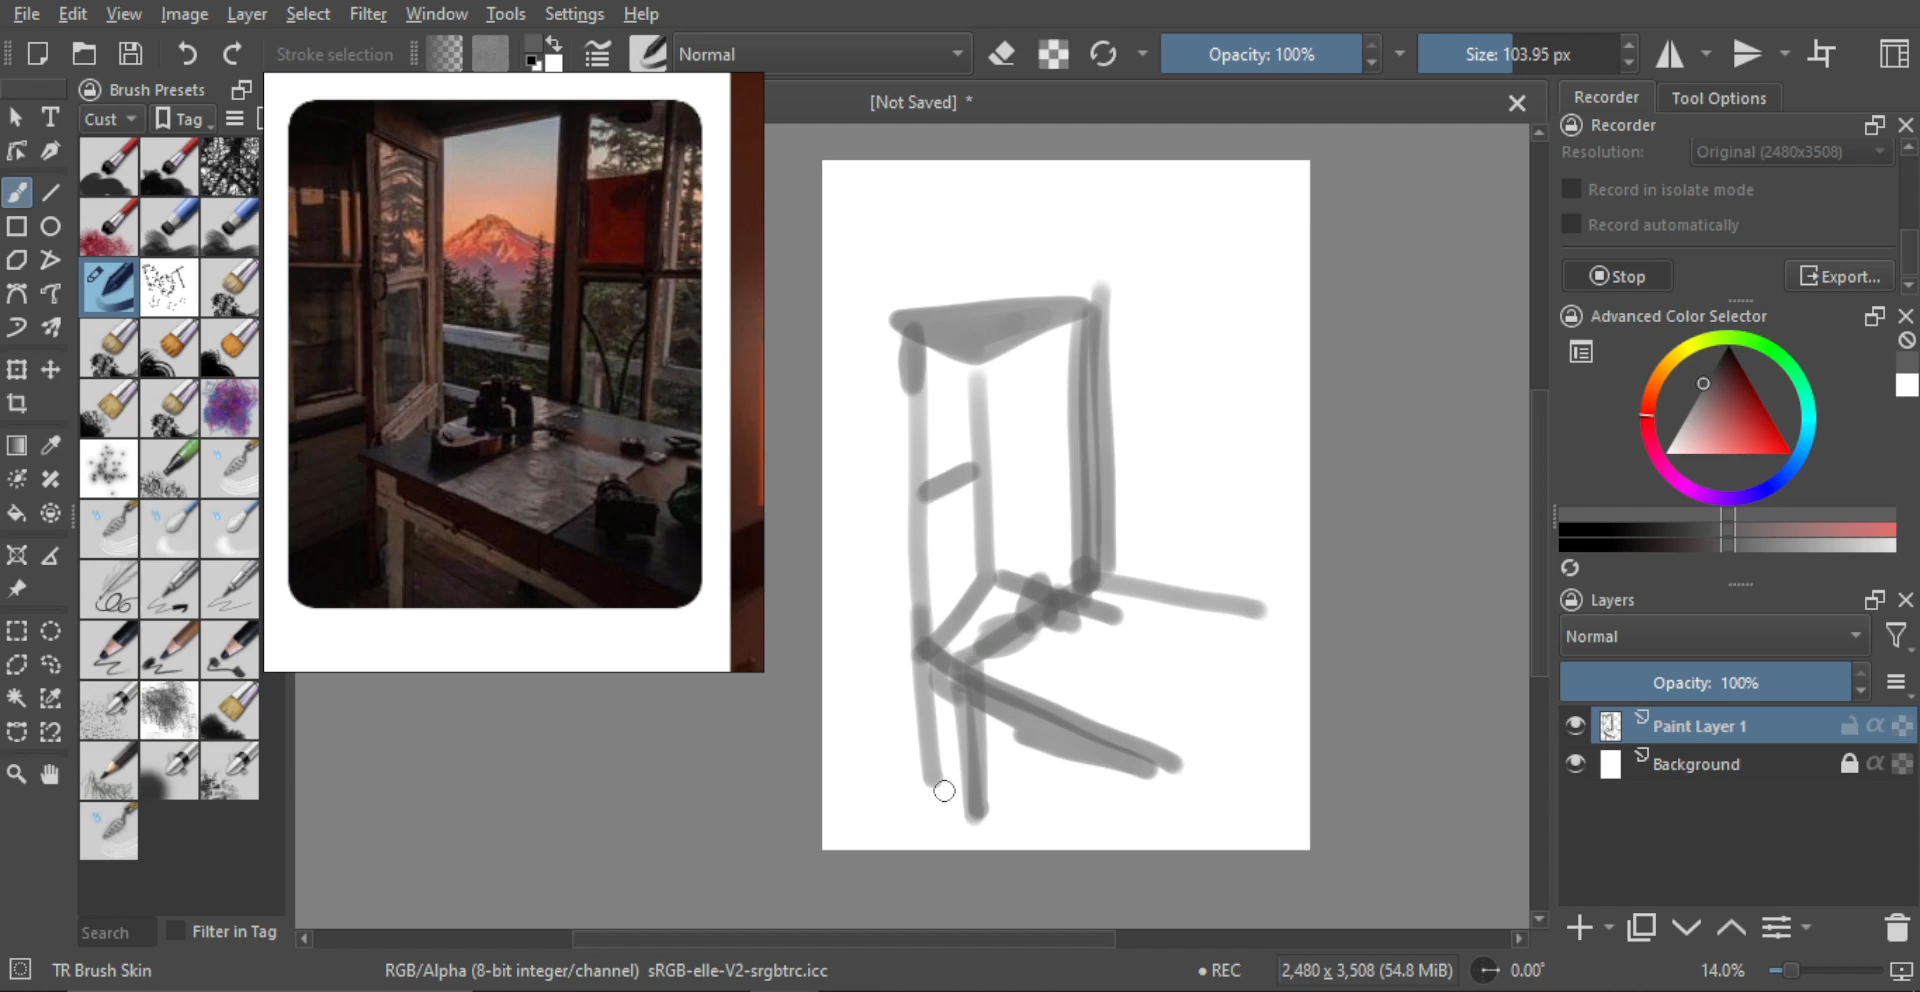 File Edit View Image Layer Select Filter Window Tools Settings Help
Stroke selection Normal Opacity: 100% Size: 103.95 px
Brush Presets
Cust Tag
[Not Saved] *
Recorder Tool Options
Recorder
Resolution: Original (2480x3508)
Record in isolate mode
Record automatically
Stop Export...
Advanced Color Selector
Layers
Normal
Opacity: 100%
Paint Layer 1
Background
Search Filter in Tag
TR Brush Skin RGB/Alpha (8-bit integer/channel) sRGB-elle-V2-srgbtrc.icc • REC 2,480 x 3,508 (54.8 MiB) 0.00° 14.0%